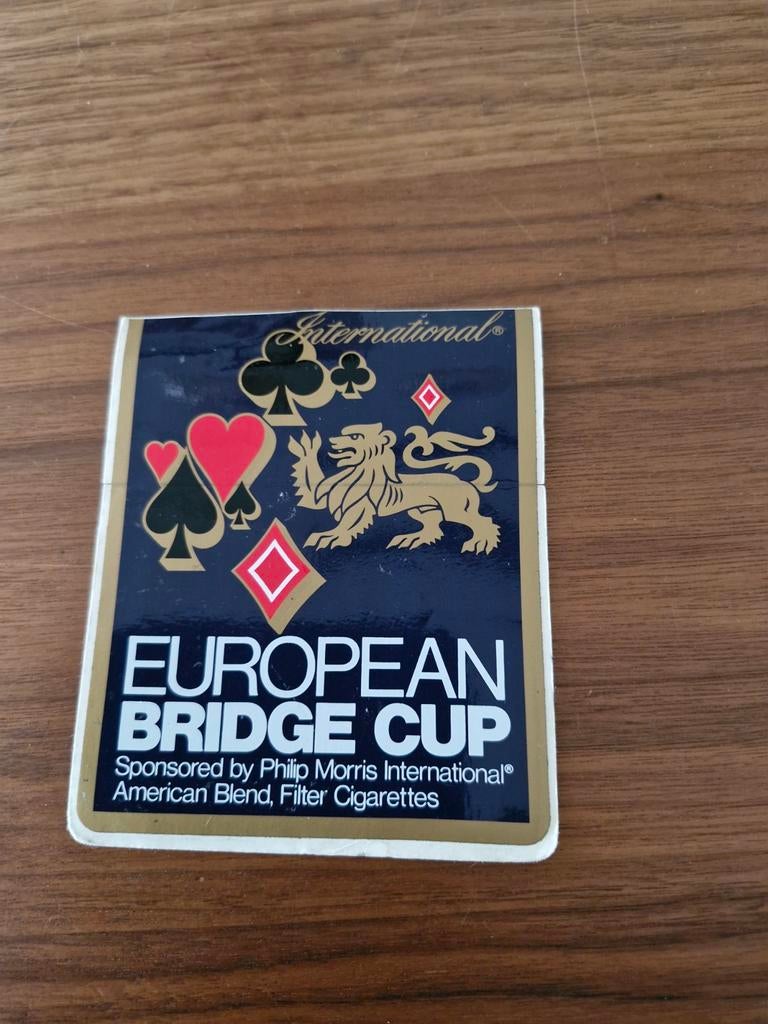 International®
EUROPEAN
BRIDGE CUP
Sponsored by Philip Morris International®
American Blend, Filter Cigarettes